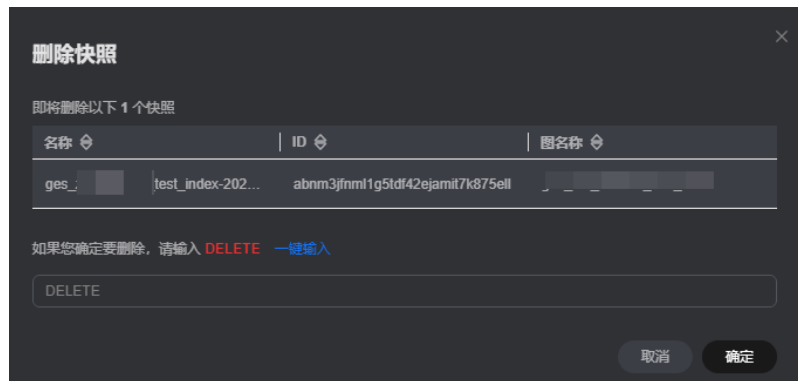 删除快照
即将删除以下 1 个快照
名称 ID 图名称
ges_ test_index-202... abnm3jfnml1g5tdf42ejamit7k875ell
如果您确定要删除，请输入 DELETE 一键输入
DELETE
取消 确定